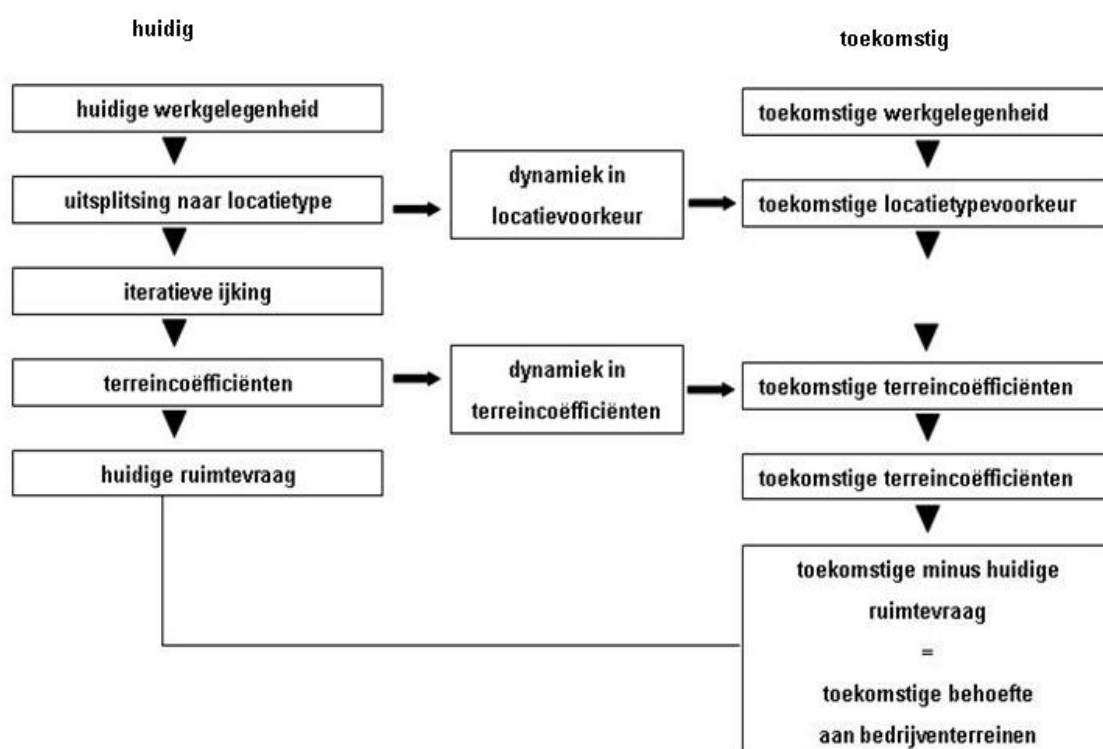 huidig
toekomstig
huidige werkgelegenheid
toekomstige werkgelegenheid
uitsplitsing naar locatietype
dynamiek in
locatievoorkeur
toekomstige locatietypevoorkeur
iteratieve ijking
terreincoëfficiënten
dynamiek in
terreincoëfficiënten
toekomstige terreincoëfficiënten
huidige ruimtevraag
toekomstige terreincoëfficiënten
toekomstige minus huidige
ruimtevraag
=
toekomstige behoefte
aan bedrijventerreinen